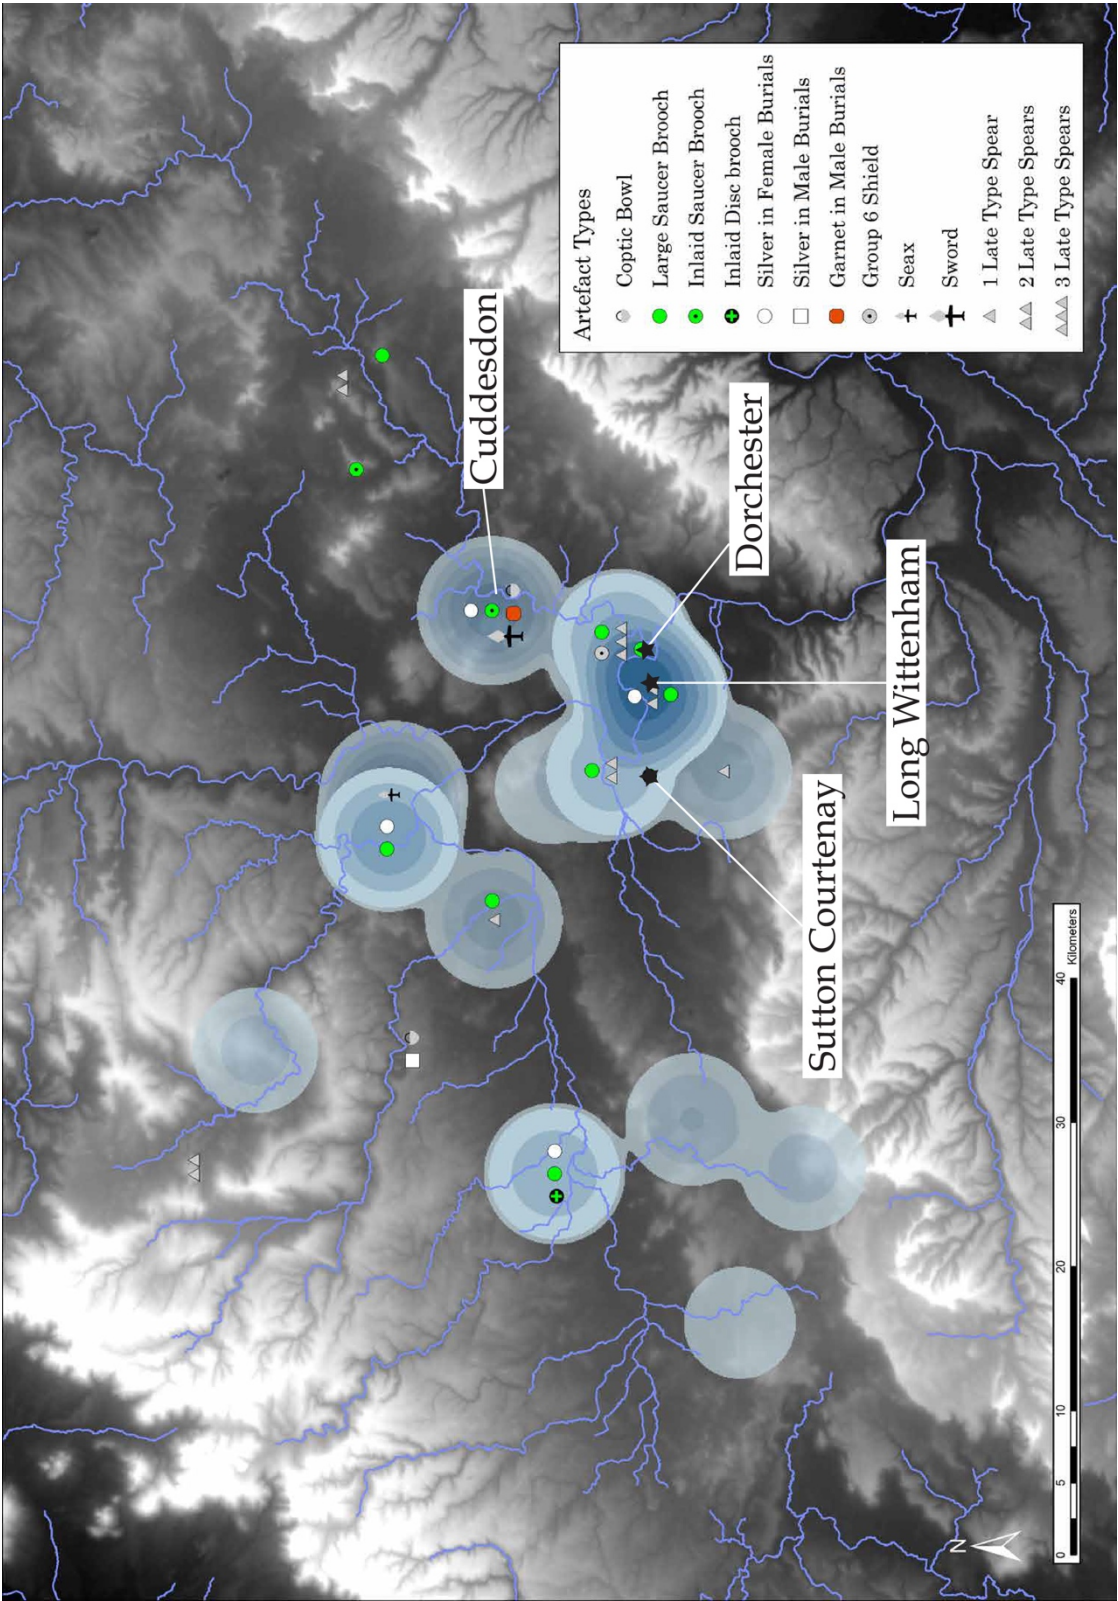 Cuddesdon
Dorchester
Long Wittenham
Sutton Courtenay
Artefact Types
Coptic Bowl
Large Saucer Brooch
Inlaid Saucer Brooch
Inlaid Disc brooch
Silver in Female Burials
Silver in Male Burials
Garnet in Male Burials
Group 6 Shield
Seax
Sword
1 Late Type Spear
2 Late Type Spears
3 Late Type Spears
N
0 5 10 20 30 40
Kilometers